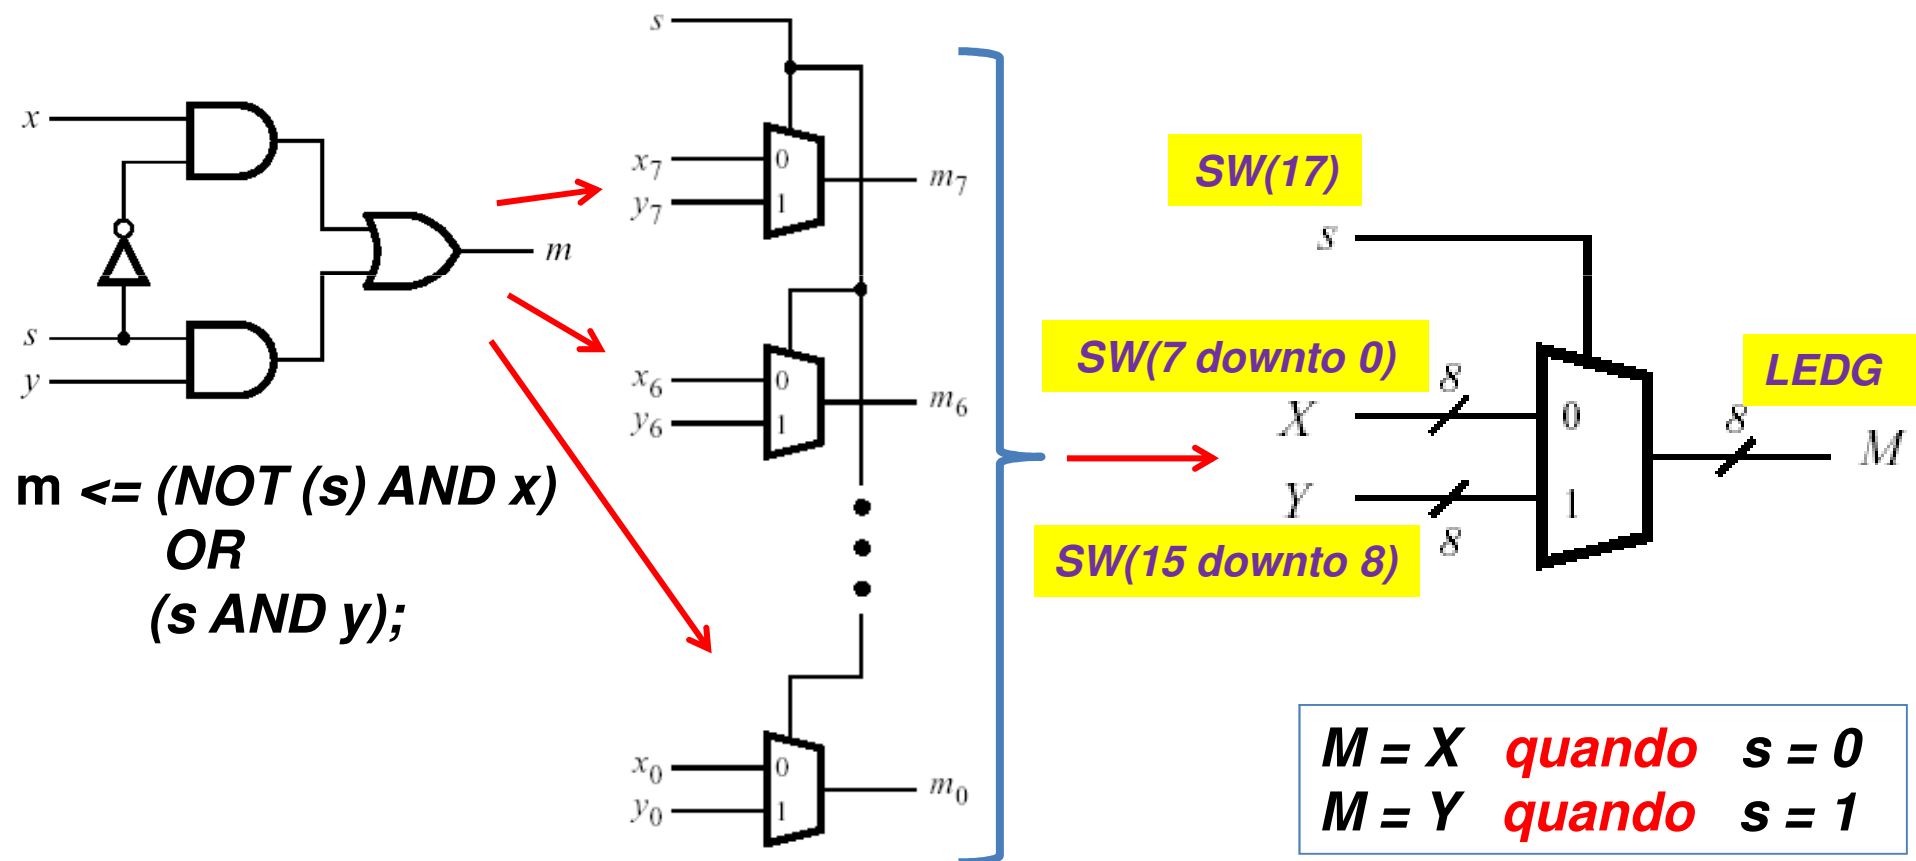 x
s
y
m
m <= (NOT (s) AND x)
OR
(s AND y);
s
x7
y7
0
1
m7
x6
y6
0
1
m6
x0
y0
0
1
m0
SW(17)
s
SW(7 downto 0)
8
X
0
Y
1
8
SW(15 downto 8)
LEDG
8
M
M = X quando s = 0
M = Y quando s = 1